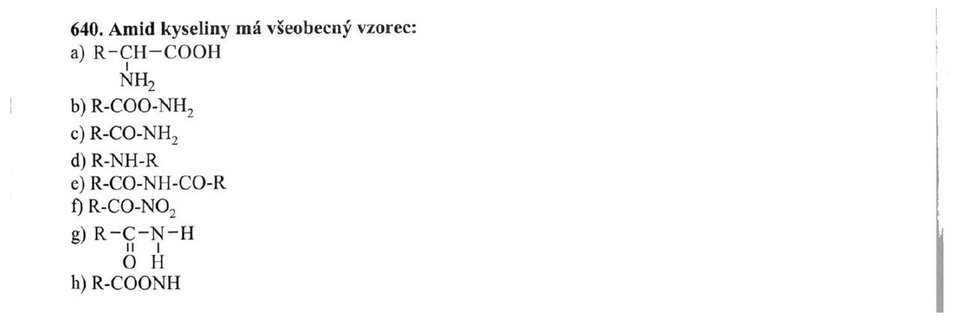 640. Amid kyseliny má všeobecný vzorec:
a) R-CH-COOH
NH₂
b) R-COO-NH₂
c) R-CO-NH₂
d) R-NH-R
e) R-CO-NH-CO-R
f) R-CO-NO₂
g) R-C-N-H
O H
h) R-COONH